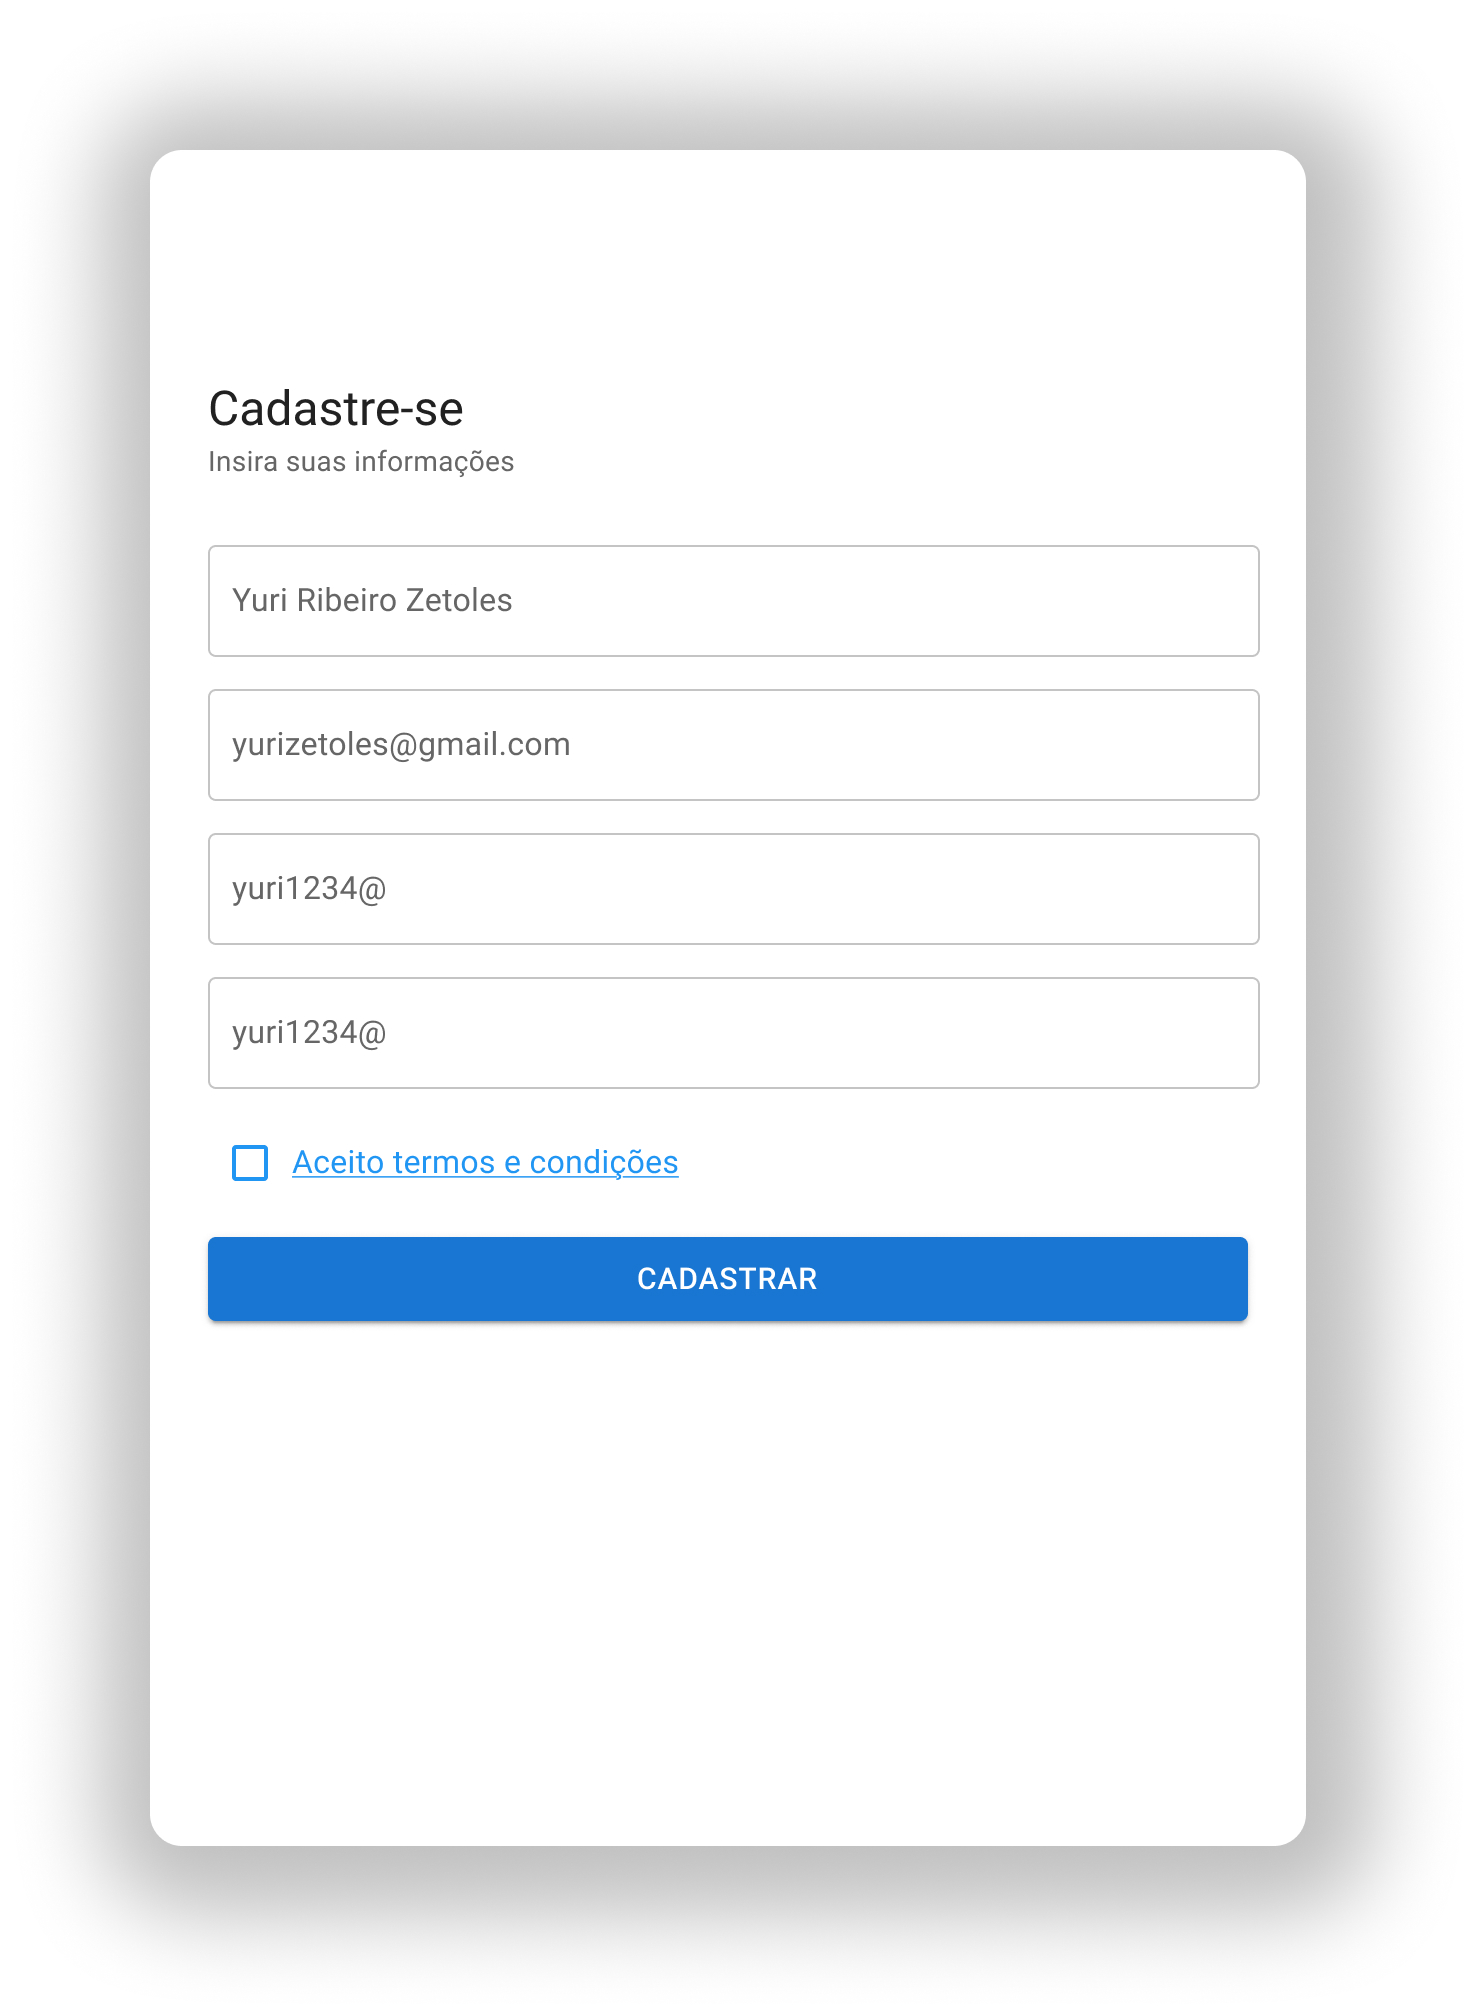 Cadastre-se
Insira suas informações
Yuri Ribeiro Zetoles
yurizetoles@gmail.com
yuri1234@
yuri1234@
Aceito termos e condições
CADASTRAR